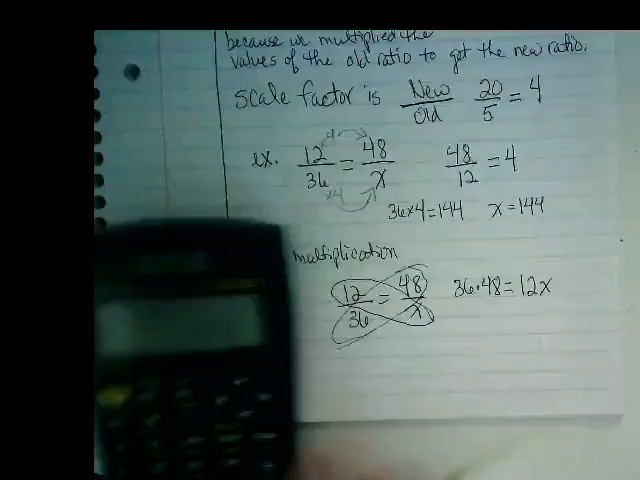 because we multiplied the
values of the old ratio to get the new ratio.
scale factor is New/Old 20/5 = 4
ex. 12/36 = 48/x 48/12 = 4
×4
36×4=144 x=144
multiplication
12/36 = 48/x 36·48=12x